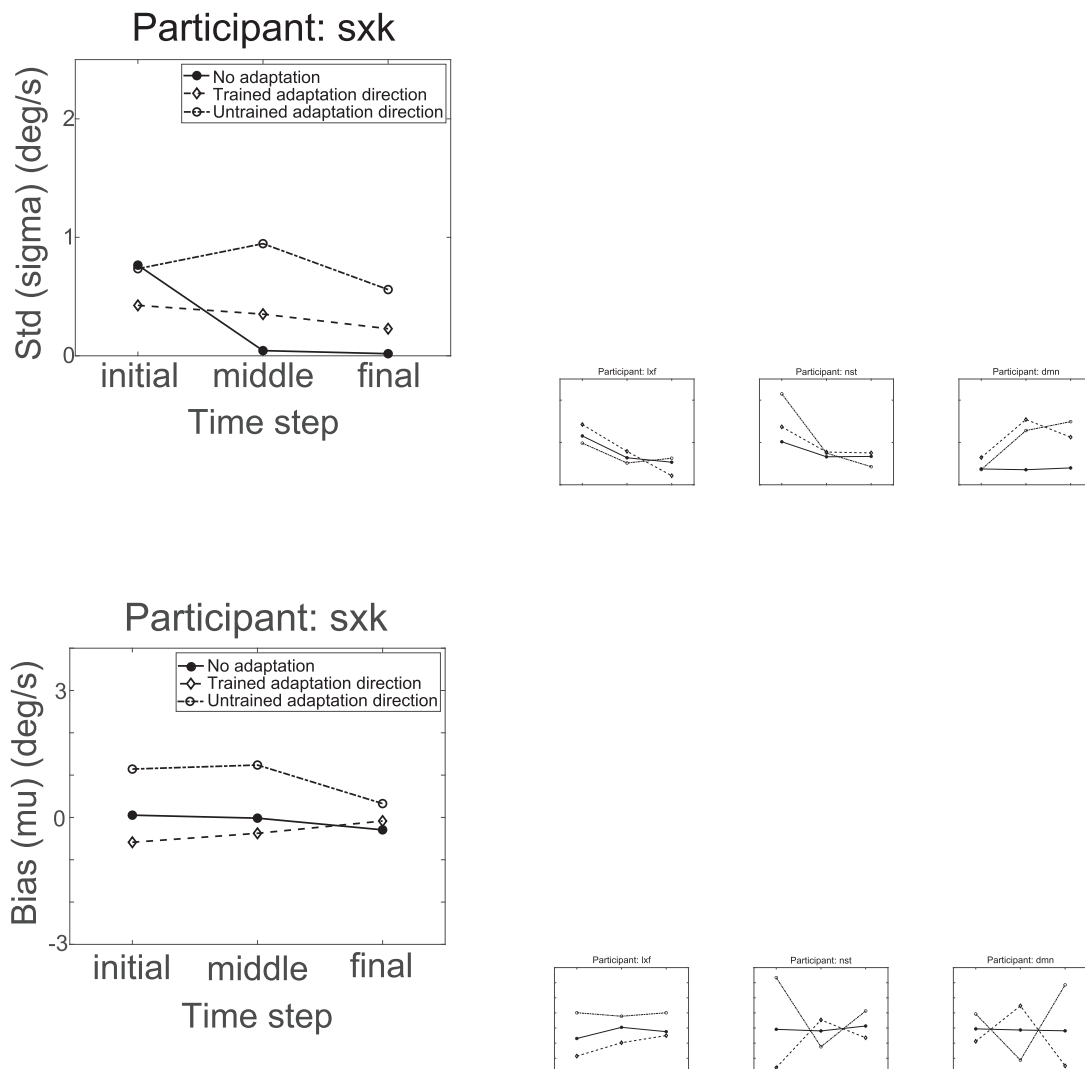 Participant: sxk
No adaptation
Trained adaptation direction
Untrained adaptation direction
Std (sigma) (deg/s)
2
1
0
initial middle final
Time step
Participant: lxf
Participant: nst
Participant: dmn
Participant: sxk
No adaptation
Trained adaptation direction
Untrained adaptation direction
Bias (mu) (deg/s)
3
0
-3
initial middle final
Time step
Participant: lxf
Participant: nst
Participant: dmn